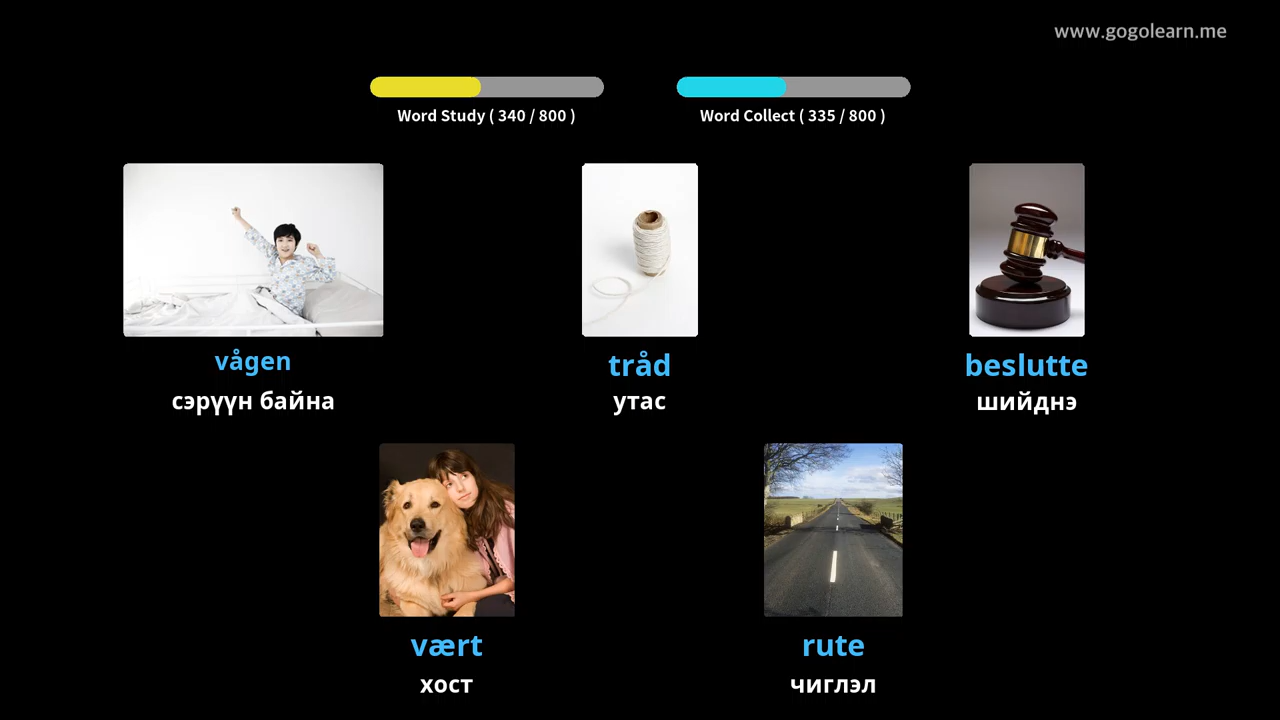 www.gogolearn.me
Word Study ( 340 / 800 )
Word Collect ( 335 / 800 )
vågen
сэрүүн байна
tråd
утас
beslutte
шийднэ
vært
хост
rute
чиглэл